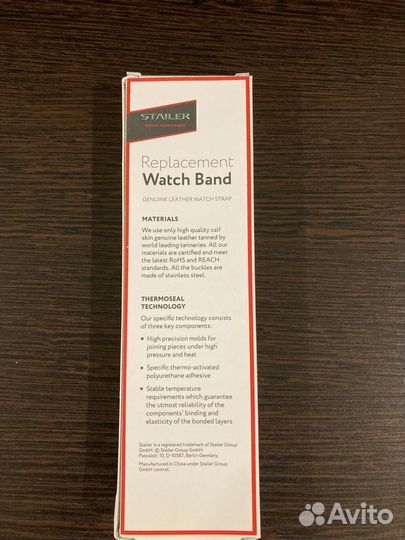 STAILER
Replacement
Watch Band
GENUINE LEATHER WATCH STRAP
MATERIALS
We use only high quality calf
skin genuine leather tanned by
world leading tanneries. All our
materials are certified and meet
the latest RoHS and REACH
standards. All the buckles are
made of stainless steel.
THERMOSEAL
TECHNOLOGY
Our specific technology consists
of three key components:
• High precision molds for
joining pieces under high
pressure and heat
• Specific thermo-activated
polyurethane adhesive
• Stable temperature
requirements which guarantee
the utmost reliability of the
components' binding and
elasticity of the bonded layers
Stailer is a registered trademark of Stailer Group
GmbH. © Stailer Group GmbH
Pascalstr. 10, D-10587, Berlin Germany.
Manufactured in China under Stailer Group
GmbH control.
Avito